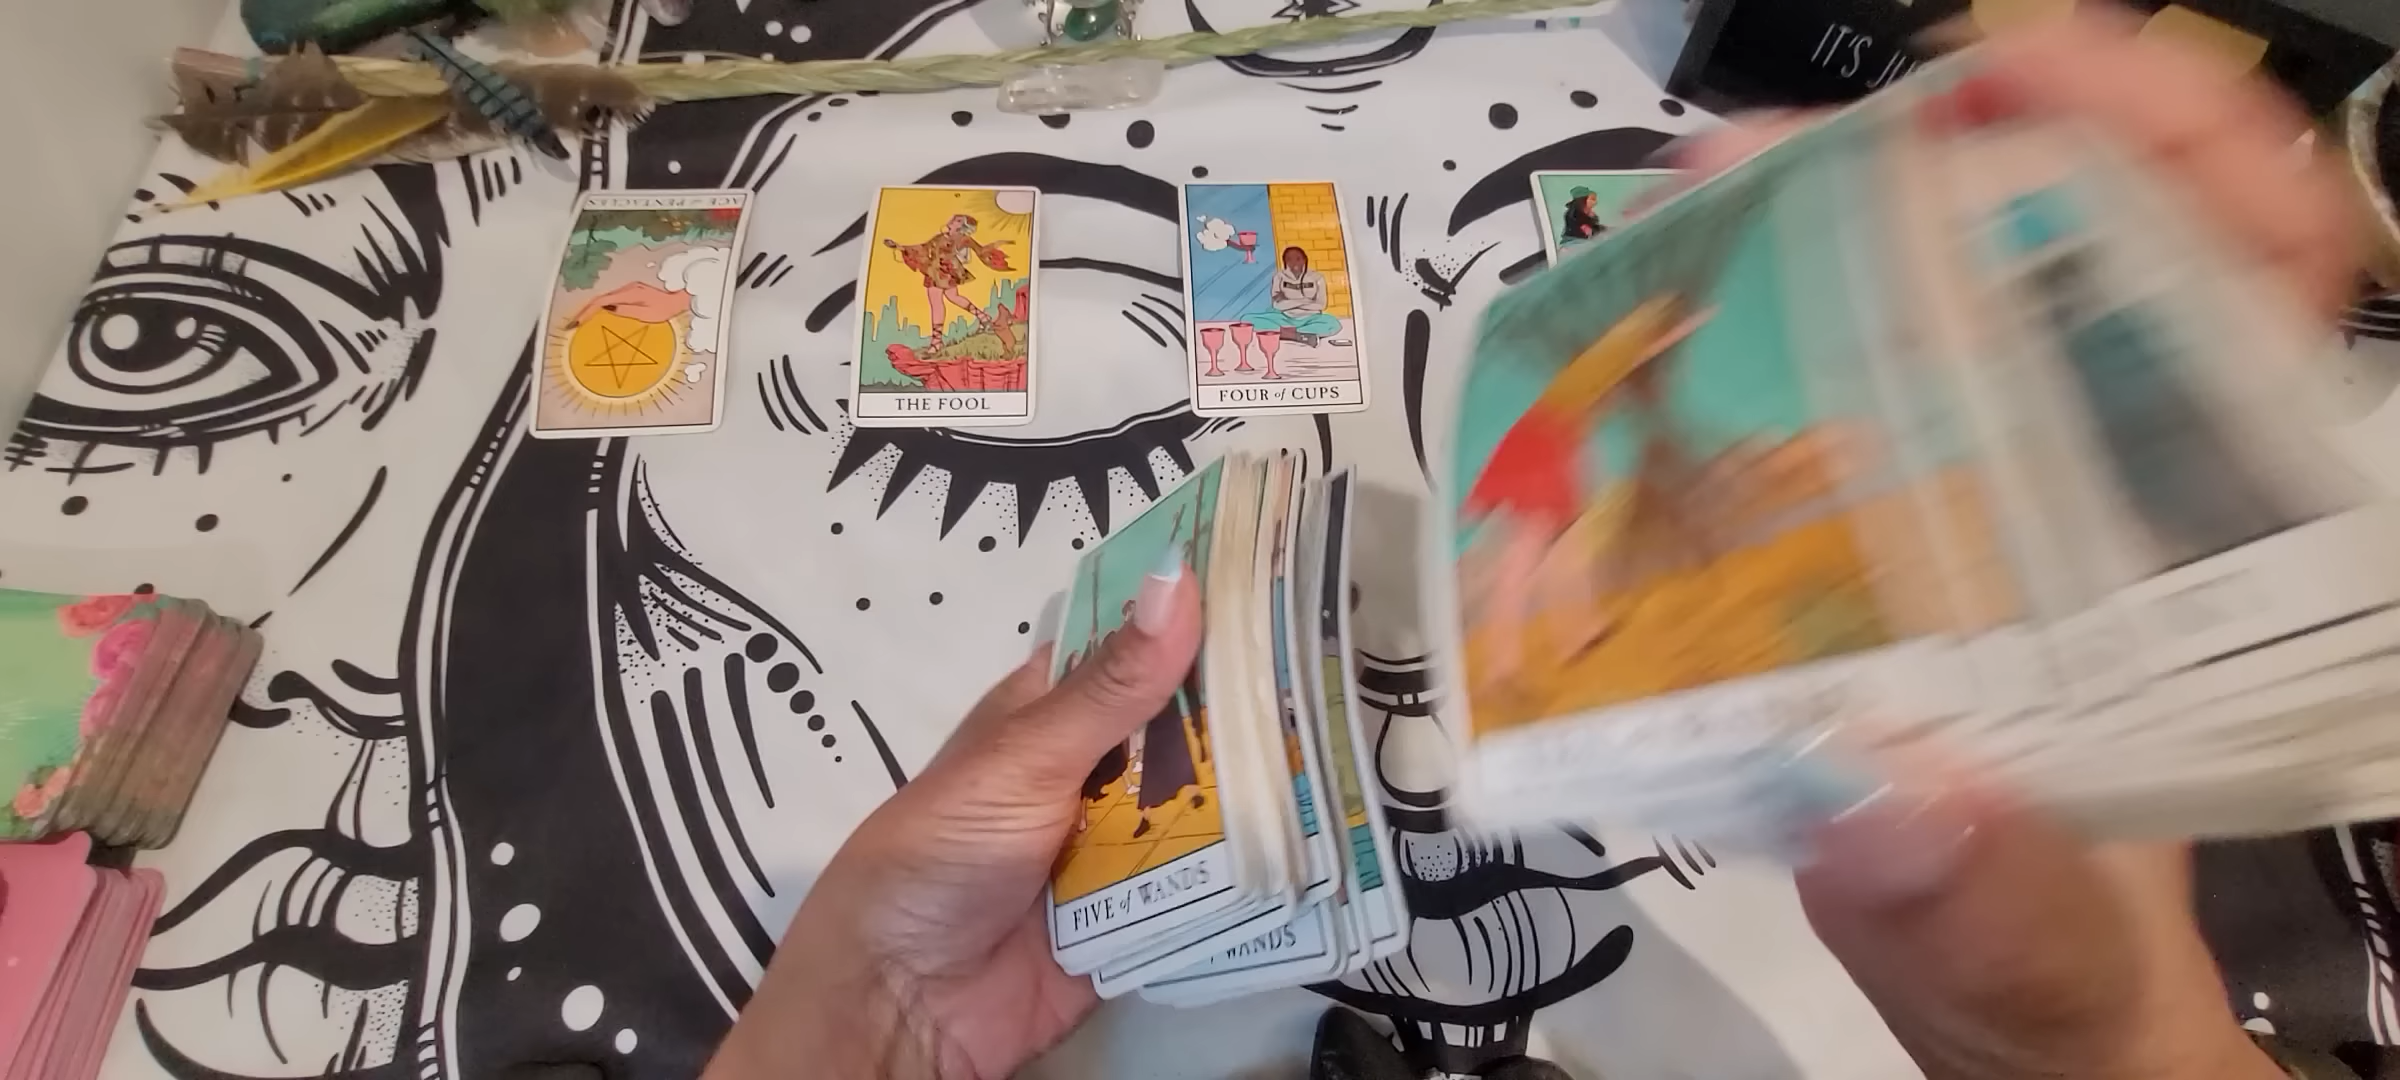 IT'S
ACE of PENTACLES
THE FOOL
FOUR of CUPS
FIVE of WANDS
WANDS